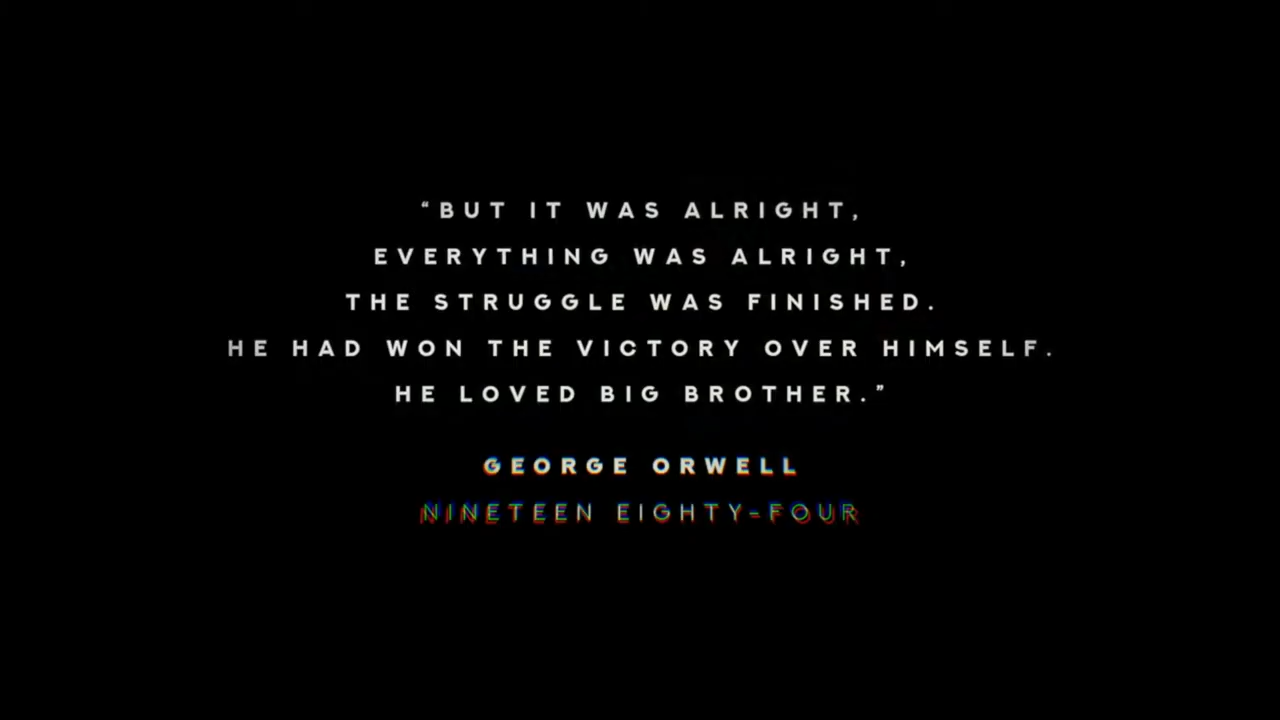 “BUT IT WAS ALRIGHT,
EVERYTHING WAS ALRIGHT,
THE STRUGGLE WAS FINISHED.
HE HAD WON THE VICTORY OVER HIMSELF.
HE LOVED BIG BROTHER.”
GEORGE ORWELL
NINETEEN EIGHTY-FOUR